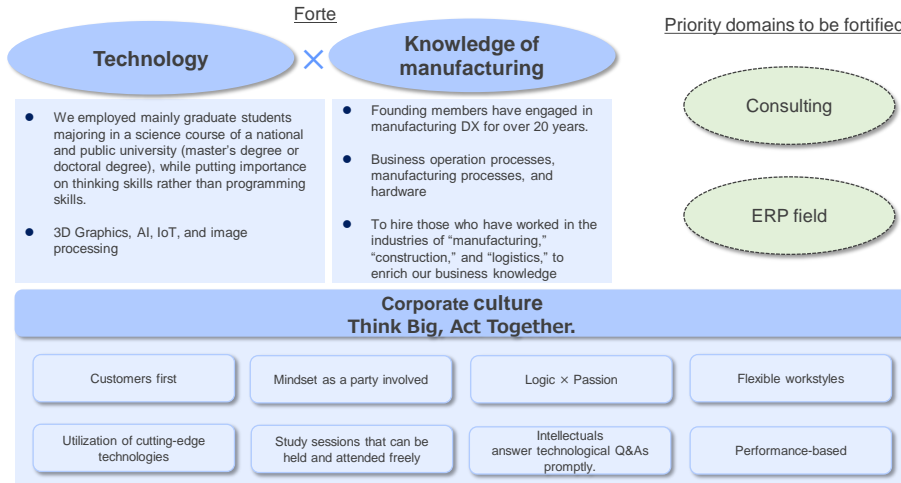 Forte
Priority domains to be fortified
Technology
×
Knowledge of
manufacturing
Consulting
ERP field
● We employed mainly graduate students
majoring in a science course of a national
and public university (master's degree or
doctoral degree), while putting importance
on thinking skills rather than programming
skills.
● 3D Graphics, AI, IoT, and image
processing
● Founding members have engaged in
manufacturing DX for over 20 years.
● Business operation processes,
manufacturing processes, and
hardware
● To hire those who have worked in the
industries of “manufacturing,”
“construction,” and “logistics,” to
enrich our business knowledge
Corporate culture
Think Big, Act Together.
Customers first
Mindset as a party involved
Logic × Passion
Flexible workstyles
Utilization of cutting-edge
technologies
Study sessions that can be
held and attended freely
Intellectuals
answer technological Q&As
promptly.
Performance-based